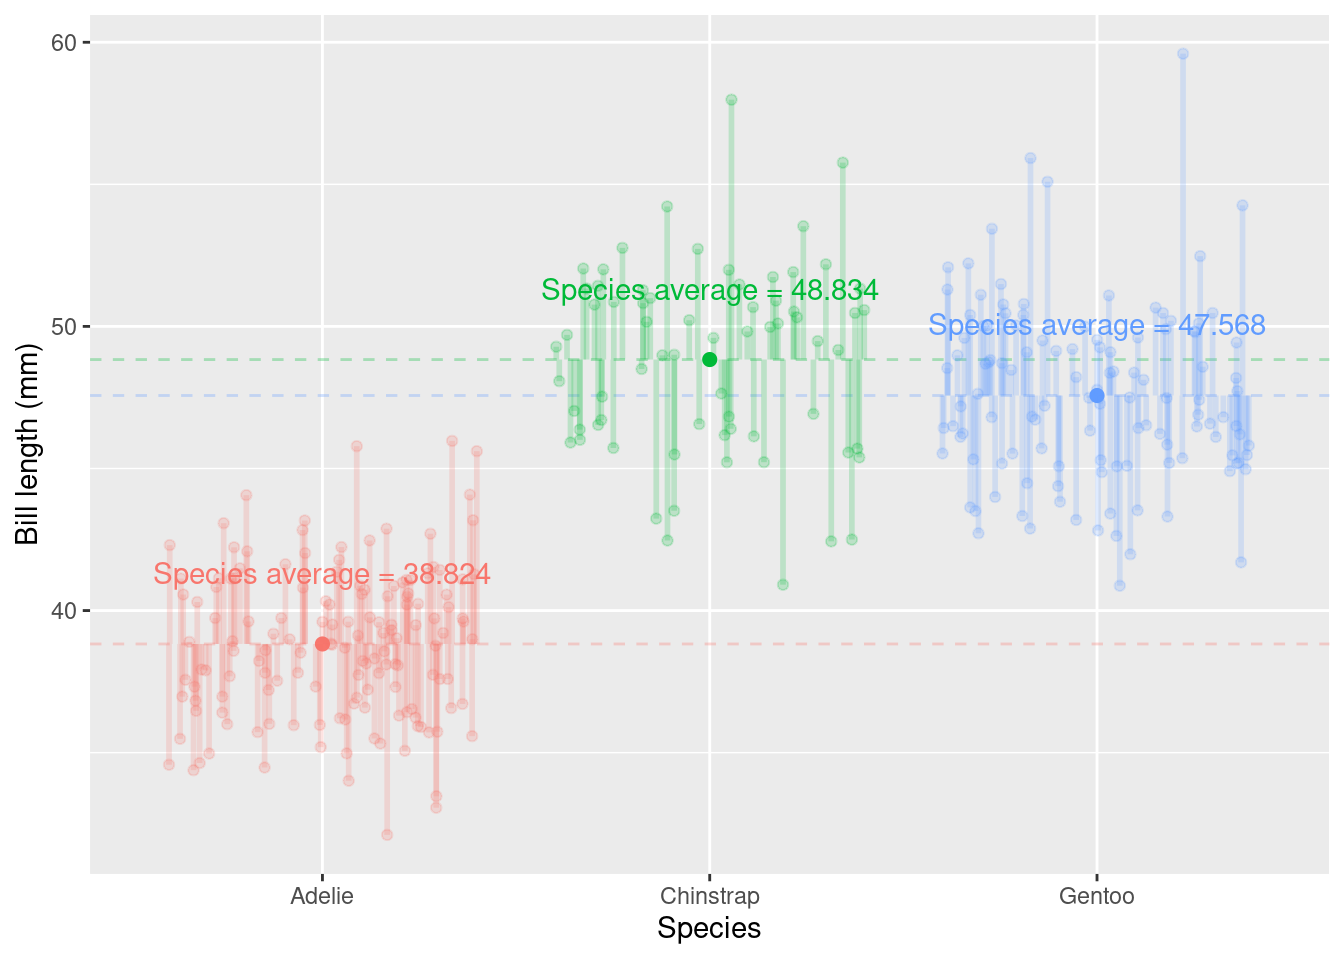 60
50
40
Bill length (mm)
Species average = 48.834
Species average = 47.568
Species average = 38.824
Adelie
Chinstrap
Gentoo
Species